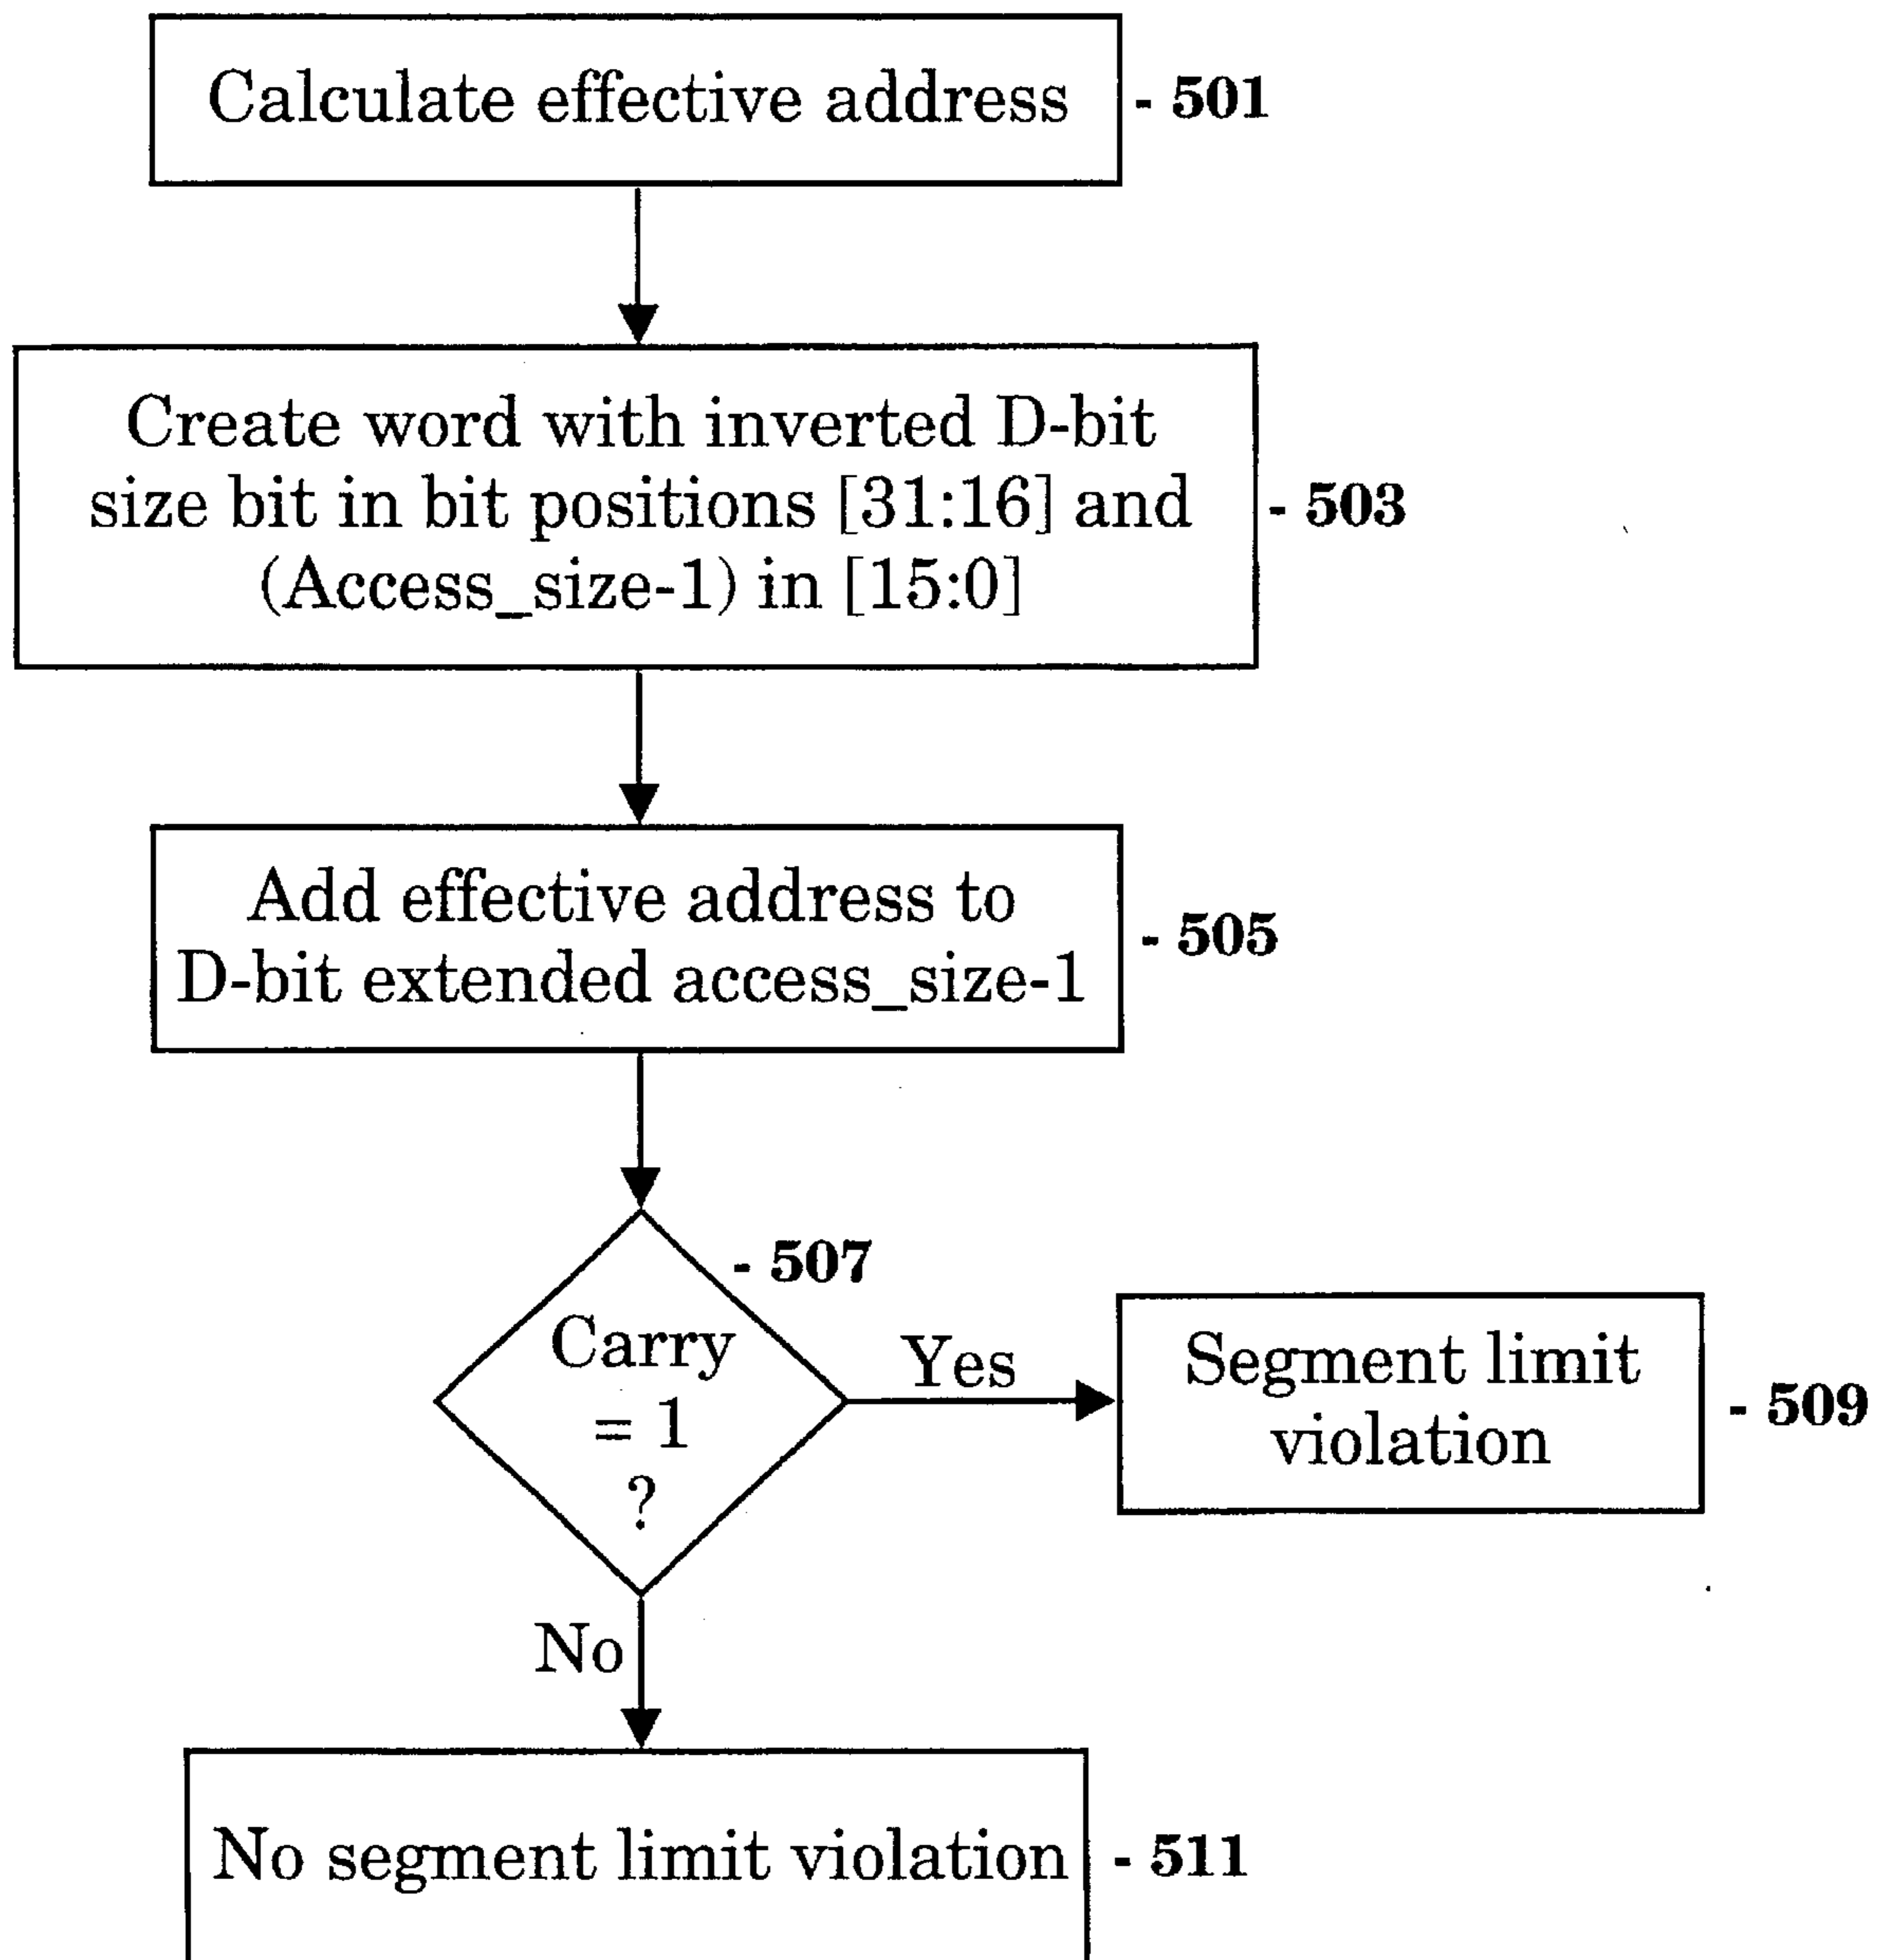 Calculate effective address
- 501
Create word with inverted D-bit
size bit in bit positions [31:16] and
(Access_size-1) in [15:0]
- 503
Add effective address to
D-bit extended access_size-1
- 505
- 507
Carry
= 1
?
Yes
Segment limit
violation
- 509
No
No segment limit violation
- 511